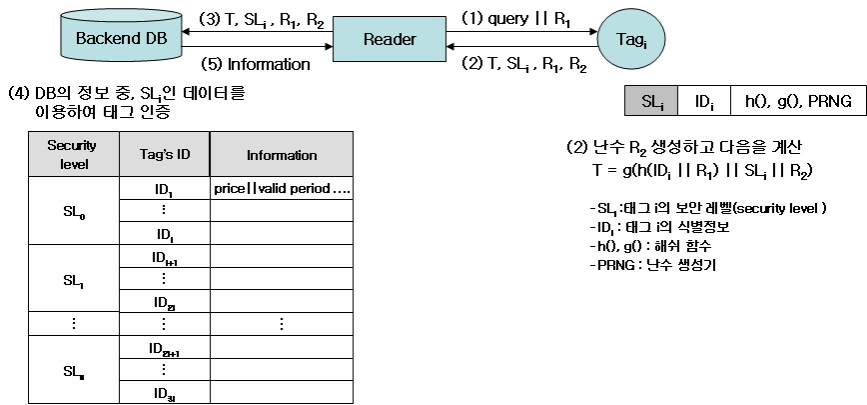 (3) T, SLi , R1, R2
(1) query || R1
Backend DB
Reader
Tagi
(5) Information
(2) T, SLi , R1, R2
(4) DB의 정보 중, SLi인 데이터를
이용하여 태그 인증
SLi IDi h(), g(), PRNG
Security level Tag's ID Information
SL0 ID1 price||valid period ....
⋮
IDi
SL1 IDi+1
⋮
ID2i
⋮ ⋮ ⋮
SLn ID2i+1
⋮
ID3i
(2) 난수 R2 생성하고 다음을 계산
T = g(h(IDi || R1) || SLi || R2)
-SLi :태그 i의 보안 레벨(security level )
-IDi : 태그 i의 식별정보
-h(), g() : 해쉬 함수
-PRNG : 난수 생성기